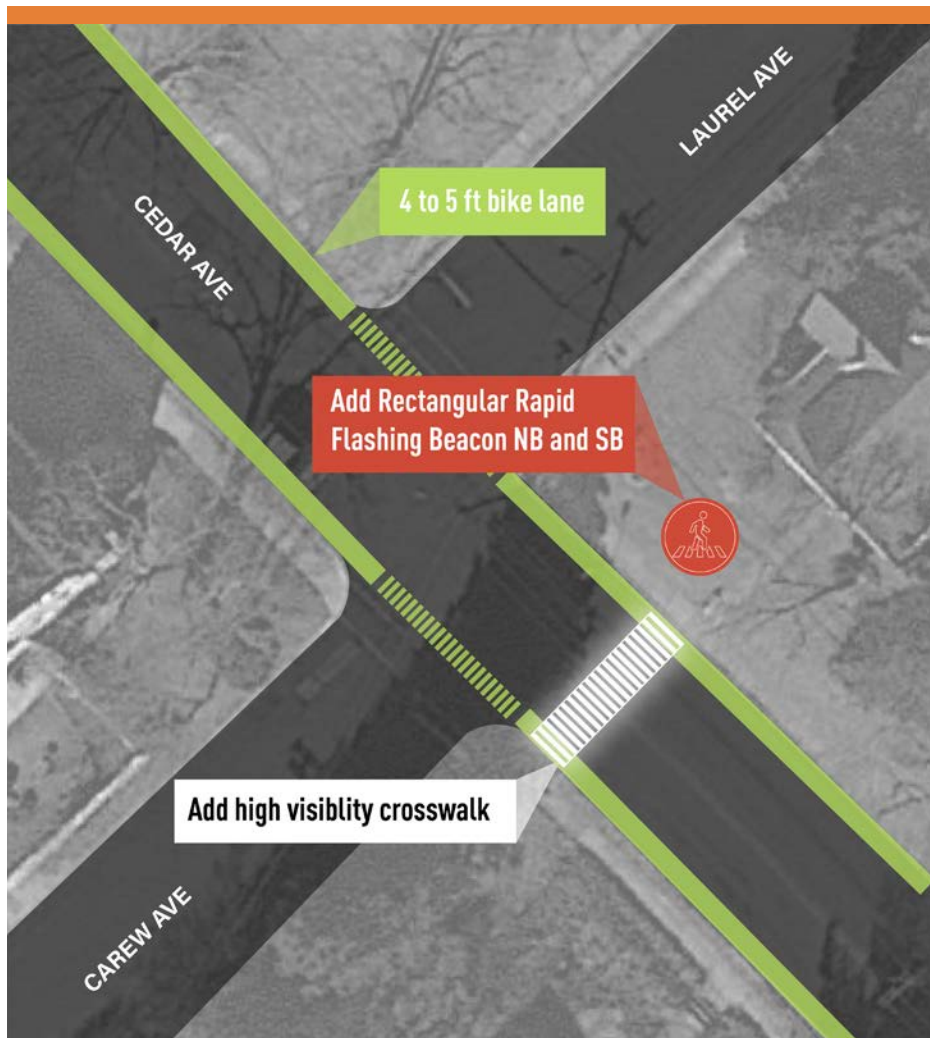 LAUREL AVE
4 to 5 ft bike lane
CEDAR AVE
Add Rectangular Rapid
Flashing Beacon NB and SB
Add high visiblity crosswalk
CAREW AVE